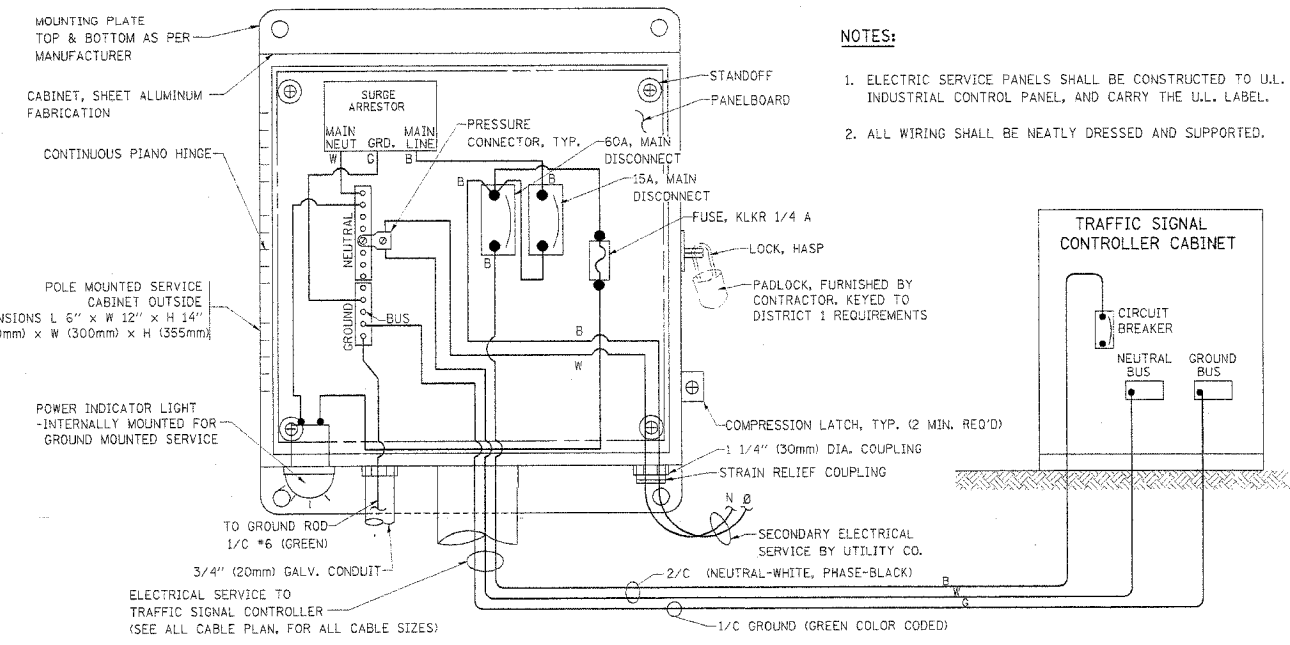 MOUNTING PLATE
TOP & BOTTOM AS PER
MANUFACTURER
CABINET, SHEET ALUMINUM
FABRICATION
CONTINUOUS PIANO HINGE
POLE MOUNTED SERVICE
CABINET OUTSIDE
NSIONS L 6" x W 12" x H 14"
mm) x W (300mm) x H (355mm)
POWER INDICATOR LIGHT
-INTERNALLY MOUNTED FOR
GROUND MOUNTED SERVICE
SURGE
ARRESTOR
MAIN
NEUT
GRD.
MAIN
LINE
W
G
B
NEUTRAL
GROUND
BUS
PRESSURE
CONNECTOR, TYP.
B
B
B
B
W
STANDOFF
PANELBOARD
60A, MAIN
DISCONNECT
15A, MAIN
DISCONNECT
FUSE, KLKR 1/4 A
LOCK, HASP
PADLOCK, FURNISHED BY
CONTRACTOR. KEYED TO
DISTRICT 1 REQUIREMENTS
COMPRESSION LATCH, TYP. (2 MIN. REQ'D)
1 1/4" (30mm) DIA. COUPLING
STRAIN RELIEF COUPLING
N Ø
SECONDARY ELECTRICAL
SERVICE BY UTILITY CO.
TO GROUND ROD
1/C #6 (GREEN)
3/4" (20mm) GALV. CONDUIT
ELECTRICAL SERVICE TO
TRAFFIC SIGNAL CONTROLLER
(SEE ALL CABLE PLAN, FOR ALL CABLE SIZES)
2/C (NEUTRAL-WHITE, PHASE-BLACK)
1/C GROUND (GREEN COLOR CODED)
B
W
G
NOTES:
1. ELECTRIC SERVICE PANELS SHALL BE CONSTRUCTED TO U.L.
INDUSTRIAL CONTROL PANEL, AND CARRY THE U.L. LABEL.
2. ALL WIRING SHALL BE NEATLY DRESSED AND SUPPORTED.
TRAFFIC SIGNAL
CONTROLLER CABINET
CIRCUIT
BREAKER
NEUTRAL
BUS
GROUND
BUS